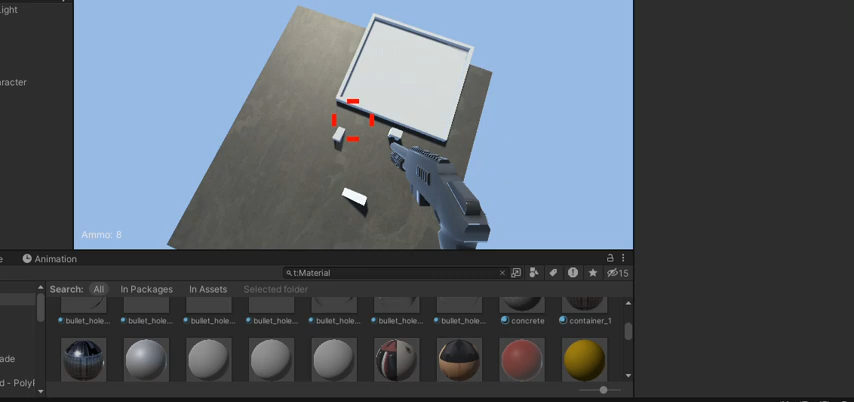 Light
aracter
Ammo: 8
Animation
t:Material
15
Search: All In Packages In Assets Selected folder
bullet_hole... bullet_hole... bullet_hole... bullet_hole... bullet_hole... bullet_hole... bullet_hole... concrete container_1
ade
d - PolyP